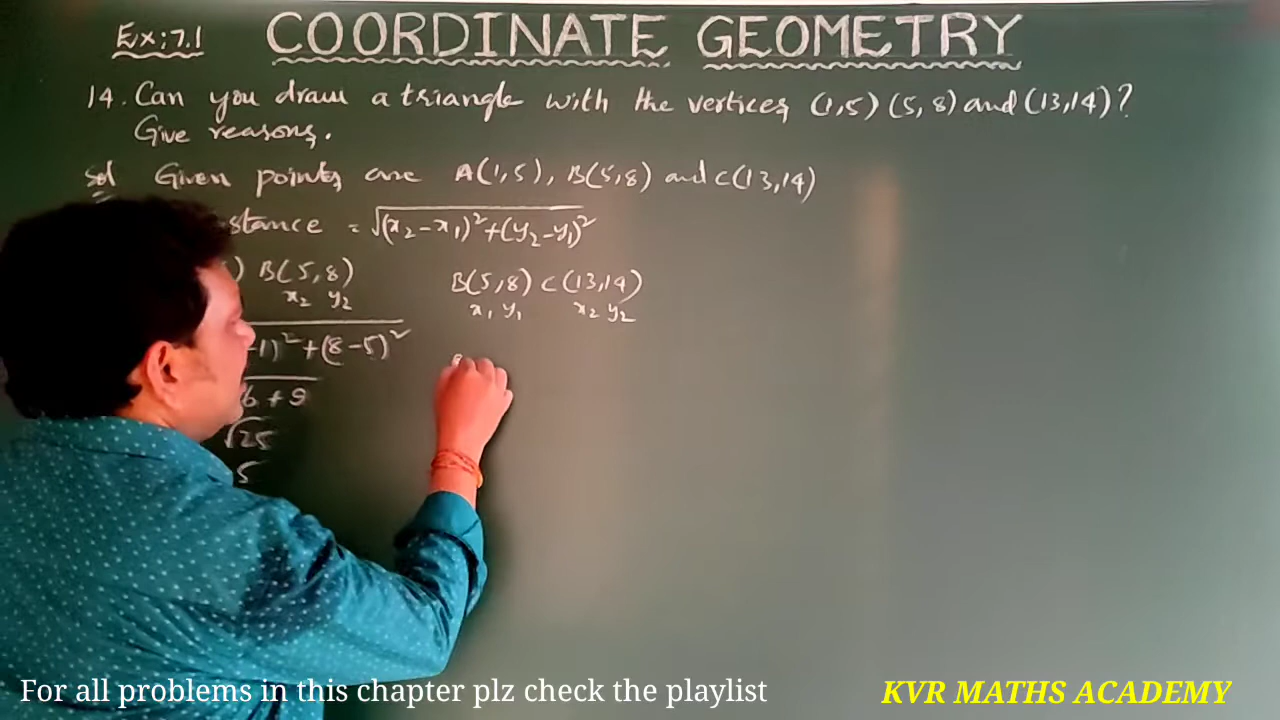 Ex:7.1 COORDINATE GEOMETRY
14. Can you draw a triangle with the vertices (1,5) (5,8) and (13,14)?
Give reasons.
Sol Given points are A(1,5), B(5,8) and C(13,14)
stance = √(x₂-x₁)²+(y₂-y₁)²
) B(5,8) B(5,8) C(13,14)
x₂ y₂ x₁ y₁ x₂ y₂
-1)²+(8-5)²
6+9
√25
5
For all problems in this chapter plz check the playlist KVR MATHS ACADEMY